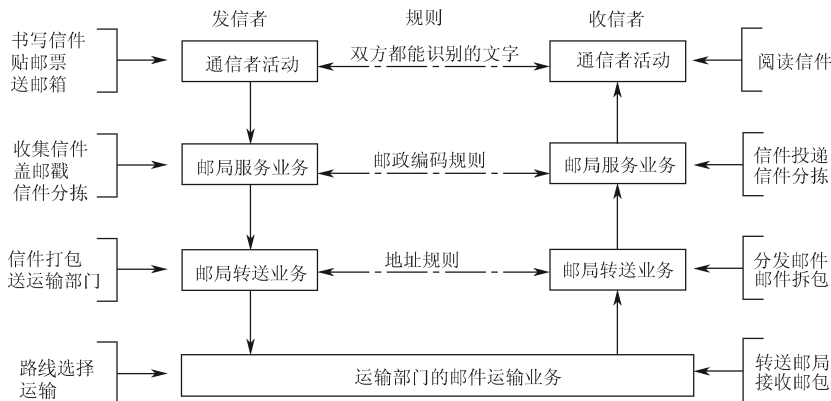 发信者
规则
收信者
书写信件
贴邮票
送邮箱
通信者活动
双方都能识别的文字
通信者活动
阅读信件
收集信件
盖邮戳
信件分拣
邮局服务业务
邮政编码规则
邮局服务业务
信件投递
信件分拣
信件打包
送运输部门
邮局转送业务
地址规则
邮局转送业务
分发邮件
邮件拆包
路线选择
运输
运输部门的邮件运输业务
转送邮局
接收邮包